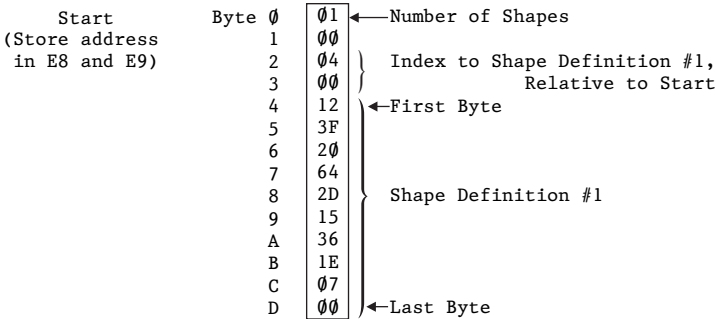 Start Byte Ø Ø1 Number of Shapes
(Store address 1 ØØ
in E8 and E9) 2 Ø4 Index to Shape Definition #1,
3 ØØ Relative to Start
4 12 First Byte
5 3F
6 2Ø
7 64
8 2D Shape Definition #1
9 15
A 36
B 1E
C Ø7
D ØØ Last Byte